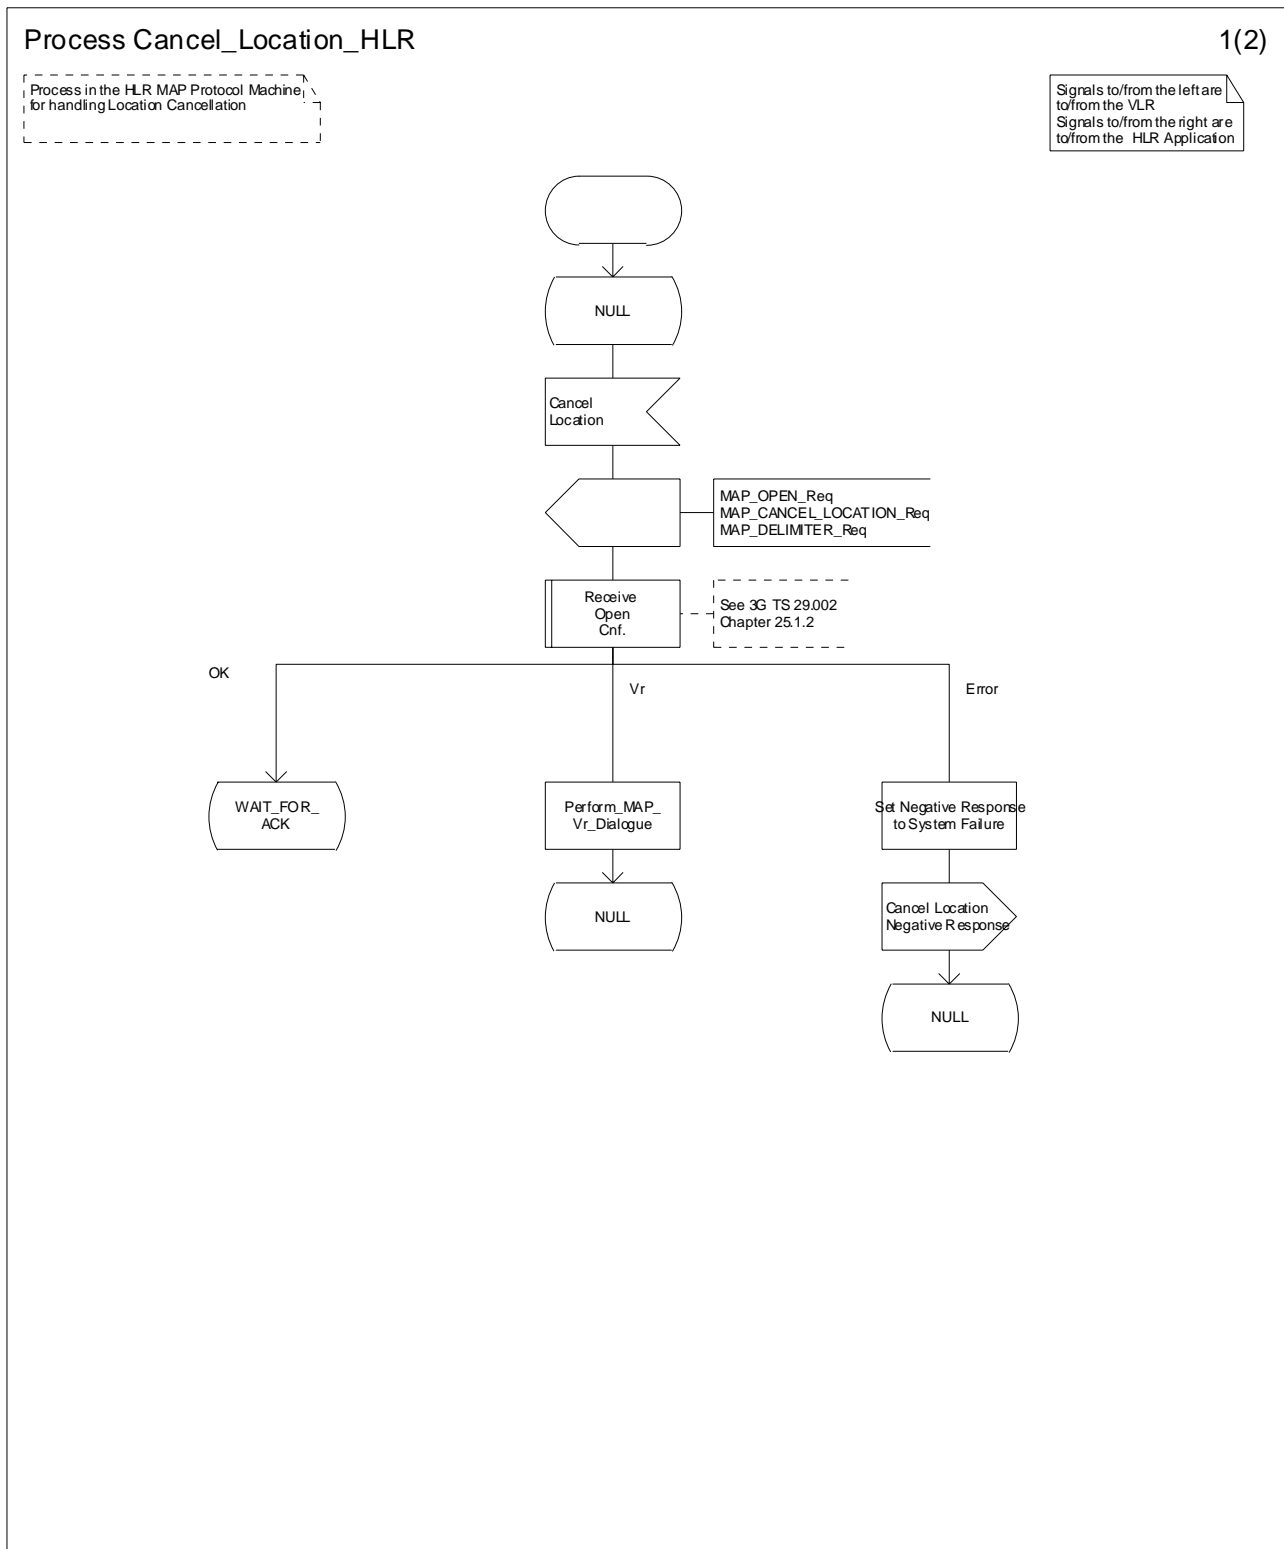 Process Cancel_Location_HLR
1(2)
Process in the HLR MAP Protocol Machine
for handling Location Cancellation
Signals to/from the left are
to/from the VLR
Signals to/from the right are
to/from the HLR Application
NULL
Cancel
Location
MAP_OPEN_Req
MAP_CANCEL_LOCATION_Req
MAP_DELIMITER_Req
Receive
Open
Cnf.
See 3G TS 29.002
Chapter 25.1.2
OK
Vr
Error
WAIT_FOR_
ACK
Perform_MAP_
Vr_Dialogue
Set Negative Response
to System Failure
NULL
Cancel Location
Negative Response
NULL